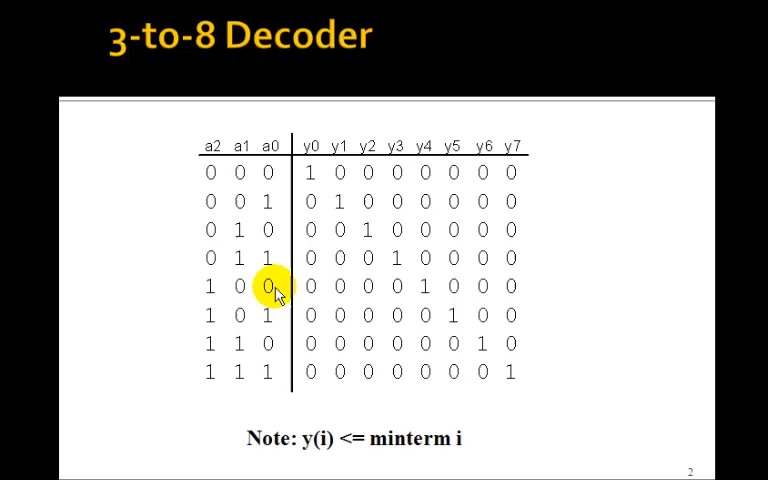 3-to-8 Decoder
a2 a1 a0 y0 y1 y2 y3 y4 y5 y6 y7
0 0 0 1 0 0 0 0 0 0 0
0 0 1 0 1 0 0 0 0 0 0
0 1 0 0 0 1 0 0 0 0 0
0 1 1 0 0 0 1 0 0 0 0
1 0 0 0 0 0 0 1 0 0 0
1 0 1 0 0 0 0 0 1 0 0
1 1 0 0 0 0 0 0 0 1 0
1 1 1 0 0 0 0 0 0 0 1
Note: y(i) <= minterm i
2